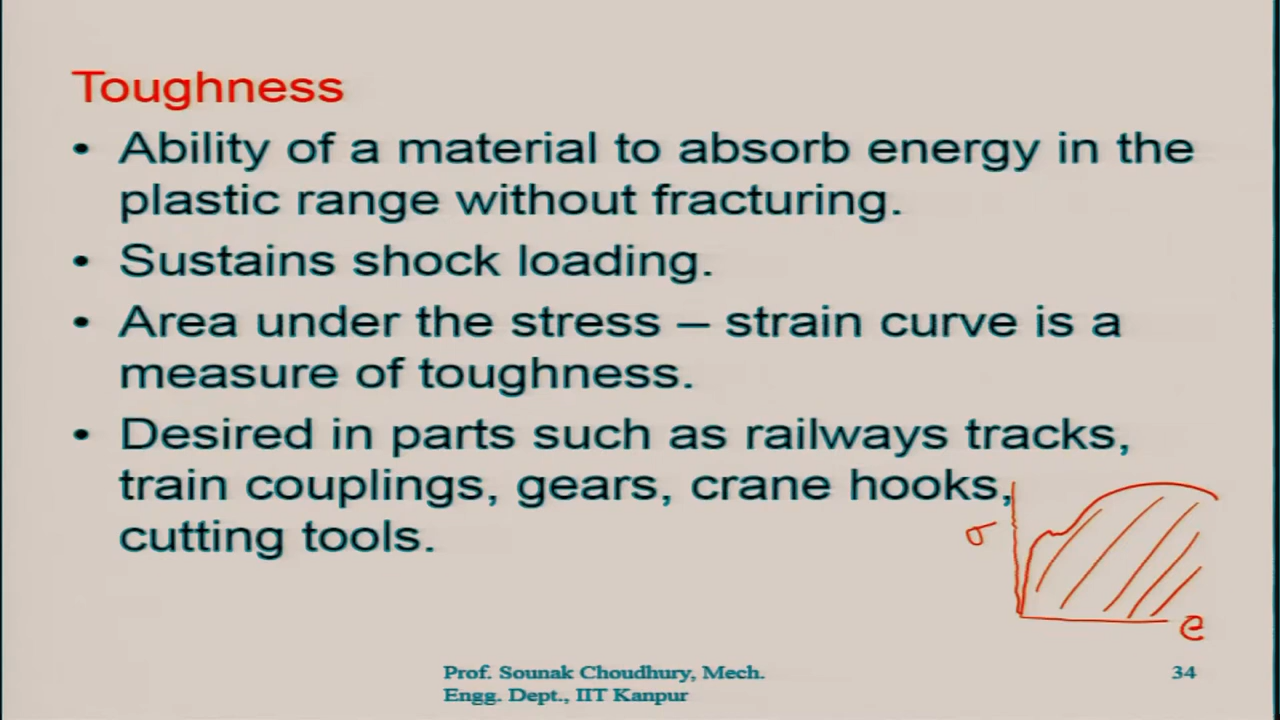 Toughness
• Ability of a material to absorb energy in the
plastic range without fracturing.
• Sustains shock loading.
• Area under the stress – strain curve is a
measure of toughness.
• Desired in parts such as railways tracks,
train couplings, gears, crane hooks,
cutting tools.
σ
e
Prof. Sounak Choudhury, Mech.
Engg. Dept., IIT Kanpur
34